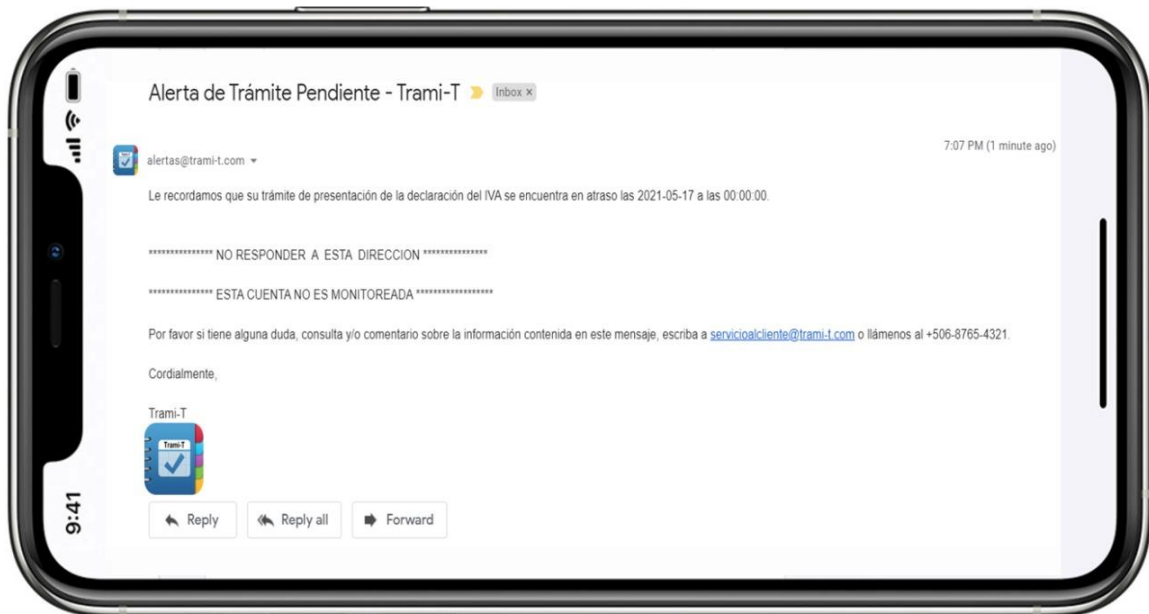 Alerta de Trámite Pendiente - Trami-T Inbox ×
7:07 PM (1 minute ago)
alertas@trami-t.com
Le recordamos que su trámite de presentación de la declaración del IVA se encuentra en atraso las 2021-05-17 a las 00:00:00.
*************** NO RESPONDER A ESTA DIRECCION ***************
*************** ESTA CUENTA NO ES MONITOREADA ******************
Por favor si tiene alguna duda, consulta y/o comentario sobre la información contenida en este mensaje, escriba a servicioalcliente@trami-t.com o llámenos al +506-8765-4321.
Cordialmente,
Trami-T
Trami-T
Reply Reply all Forward
9:41